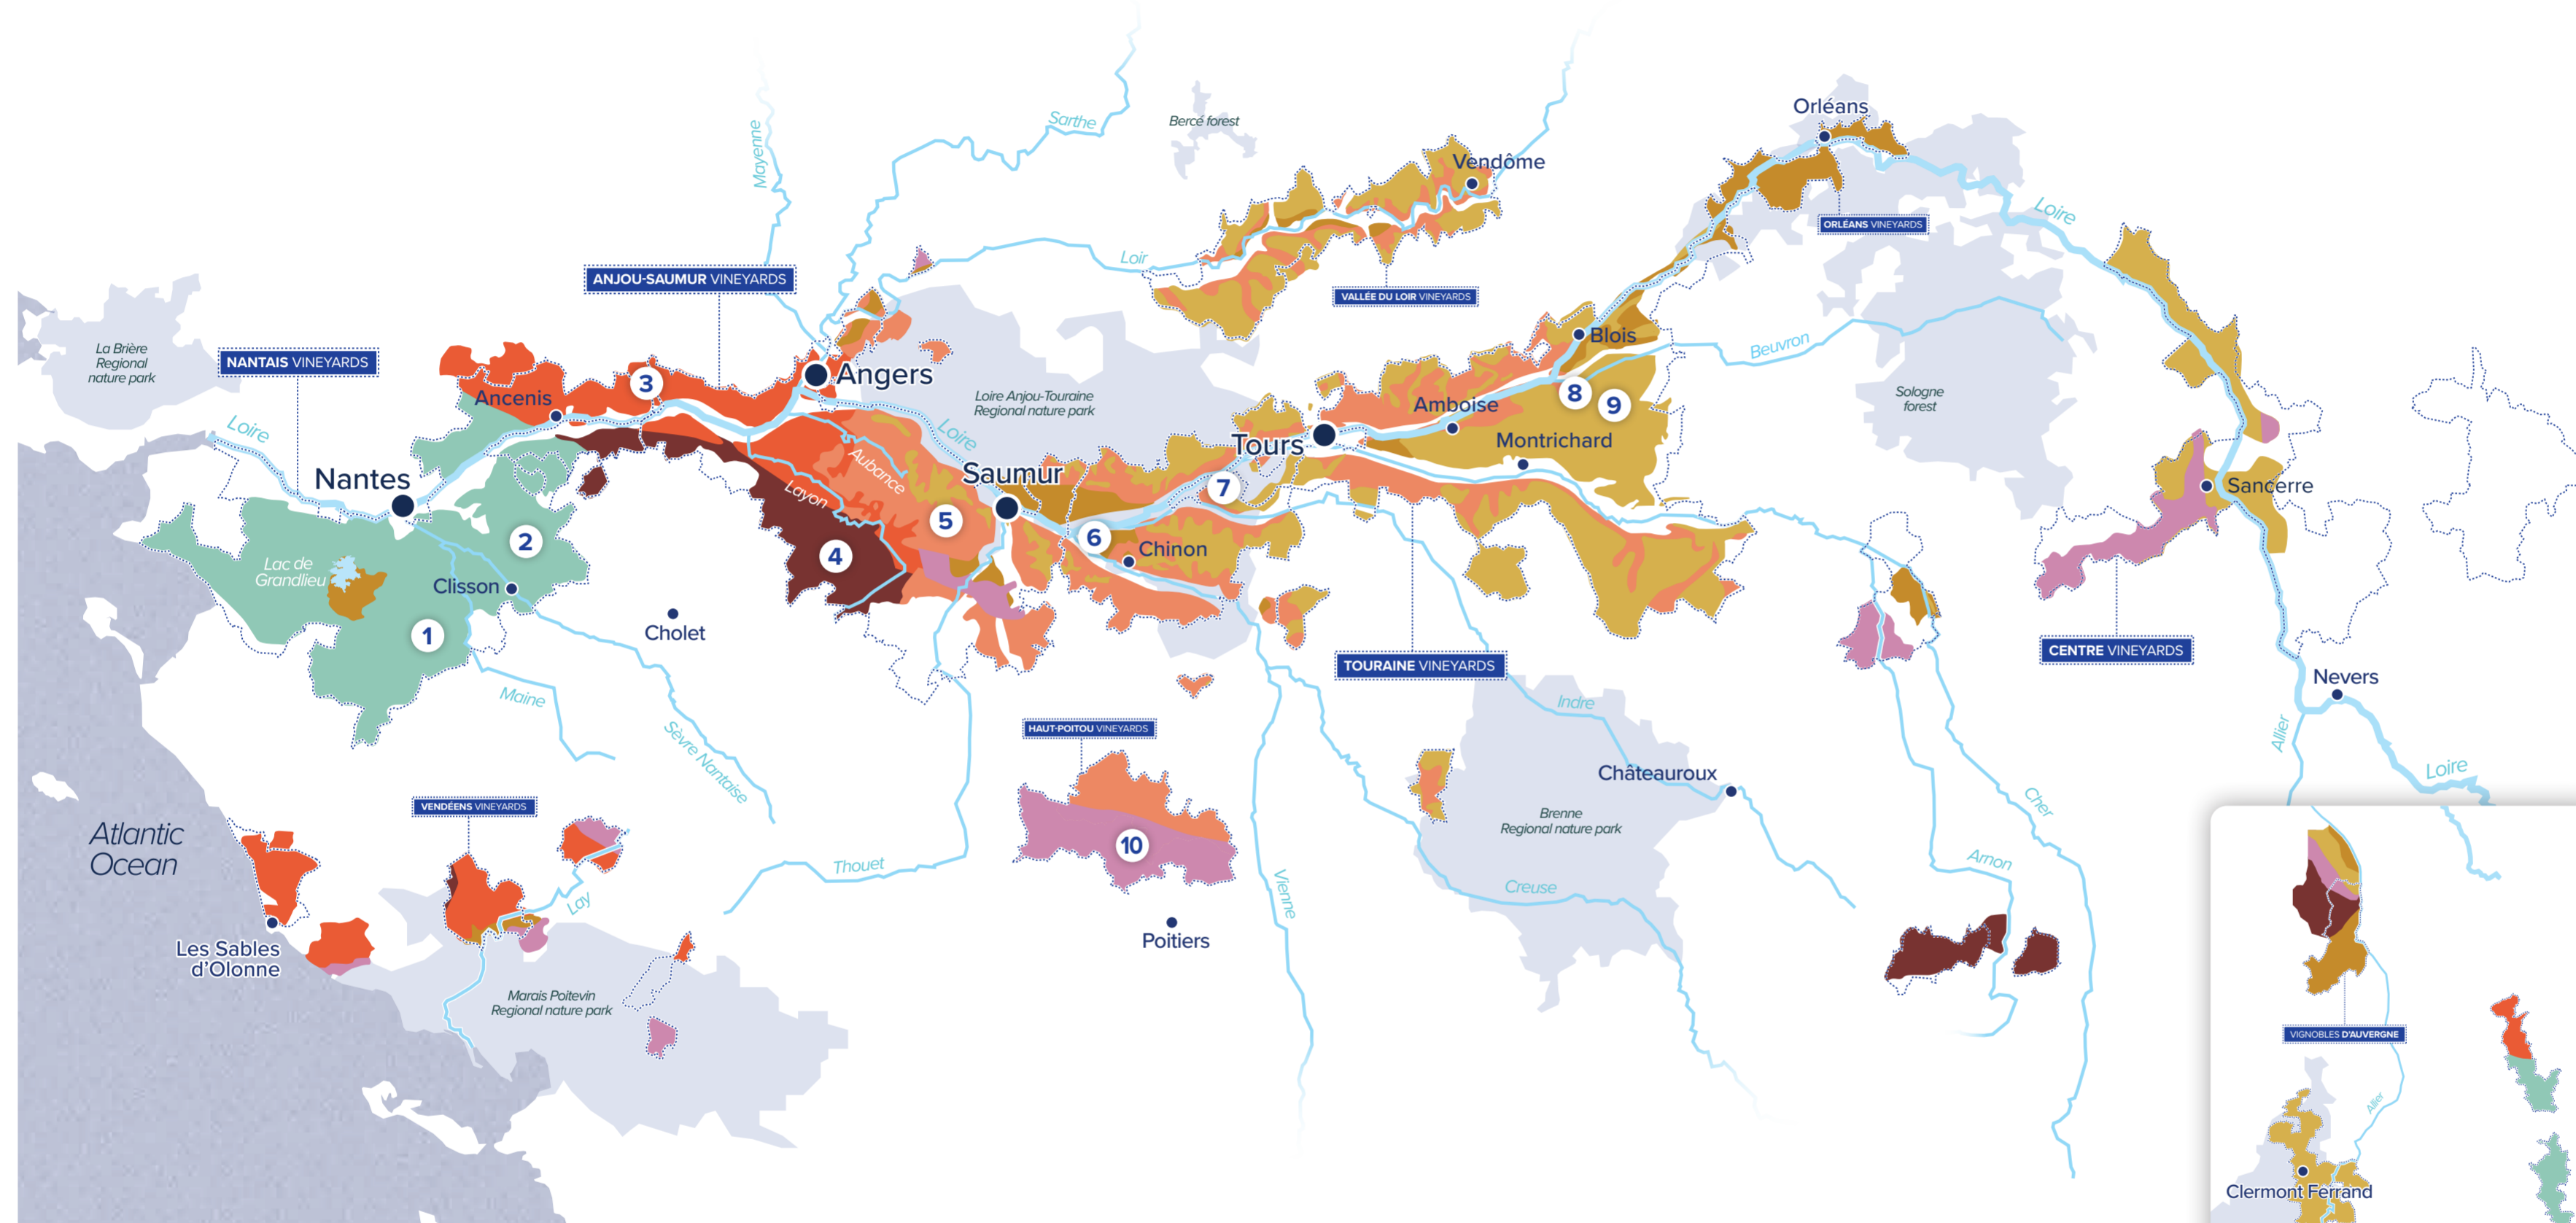 Orléans
Bercé forest
Sarthe
Mayenne
Vendôme
Loire
ORLÉANS VINEYARDS
Loir
ANJOU-SAUMUR VINEYARDS
VALLÉE DU LOIR VINEYARDS
La Brière
Regional
nature park
NANTAIS VINEYARDS
Blois
Beuvron
3
Angers
8
9
Ancenis
Loire Anjou-Touraine
Regional nature park
Amboise
Sologne
forest
Loire
Loire
Tours
Montrichard
Aubance
Saumur
Nantes
Layon
7
Sancerre
5
2
6
Chinon
4
Lac de
Grandlieu
Clisson
1
Cholet
TOURAINE VINEYARDS
CENTRE VINEYARDS
Nevers
Maine
Indre
HAUT-POITOU VINEYARDS
Allier
Sèvre Nantaise
Châteauroux
Loire
VENDÉENS VINEYARDS
Cher
Atlantic
Ocean
Brenne
Regional nature park
10
Thouet
Arnon
Vienne
Creuse
Lay
Poitiers
Les Sables
d'Olonne
Marais Poitevin
Regional nature park
VIGNOBLES D'AUVERGNE
Allier
Clermont Ferrand